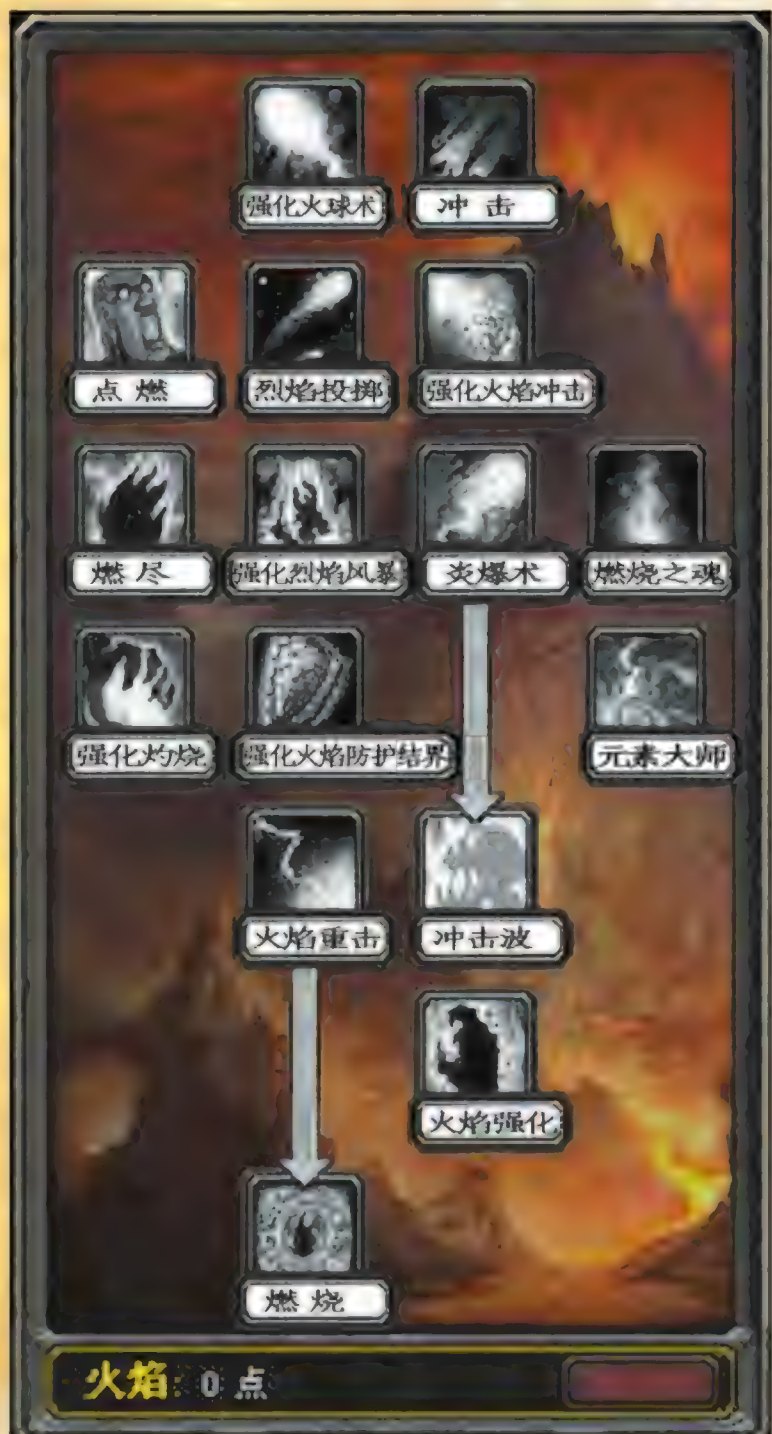 强化火球术
冲击
点燃
烈焰投掷
强化火焰冲击
燃尽
强化烈焰风暴
炎爆术
燃烧之魂
强化灼烧
强化火焰防护结界
元素大师
火焰重击
冲击波
火焰强化
燃烧
火焰: 0 点